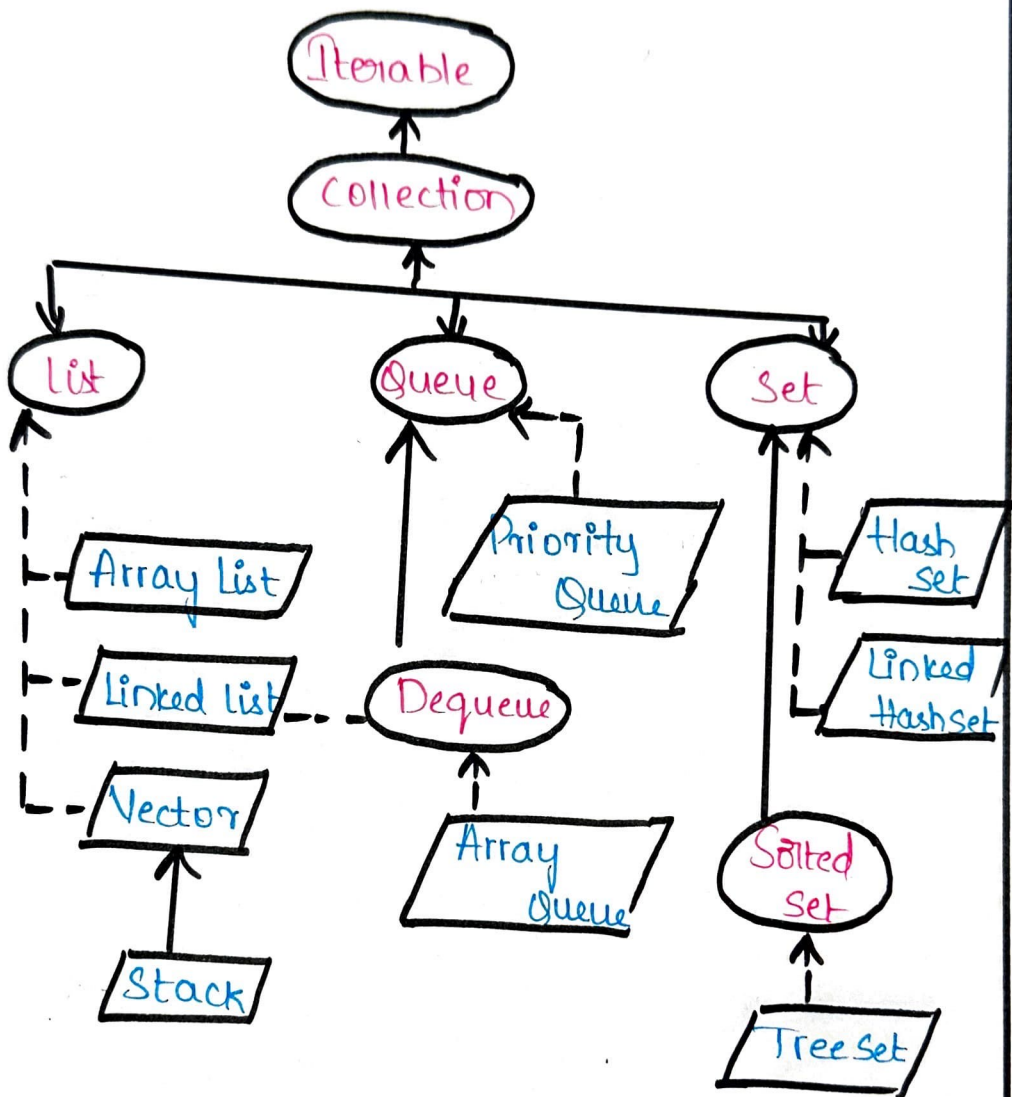 Iterable
Collection
List
Queue
Set
Priority
Queue
Hash
Set
Array List
Linked list
Dequeue
Linked
Hashset
Vector
Array
Queue
Sorted
Set
Stack
Tree Set